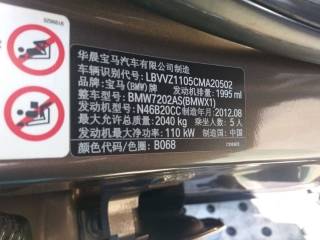 华晨宝马汽车有限公司制造
车辆识别代号: LBVVZ1105CMA20502
品牌: 宝马(BMW)牌 发动机排量: 1995 ml
整车型号: BMW7202AS(BMWX1)
发动机型号: N46B20CC 制造年月: 2012.08
最大允许总质量: 2040 kg 乘坐人数: 5 人
发动机最大净功率: 110 kW 制造国: 中国
颜色代码/色圈: B068